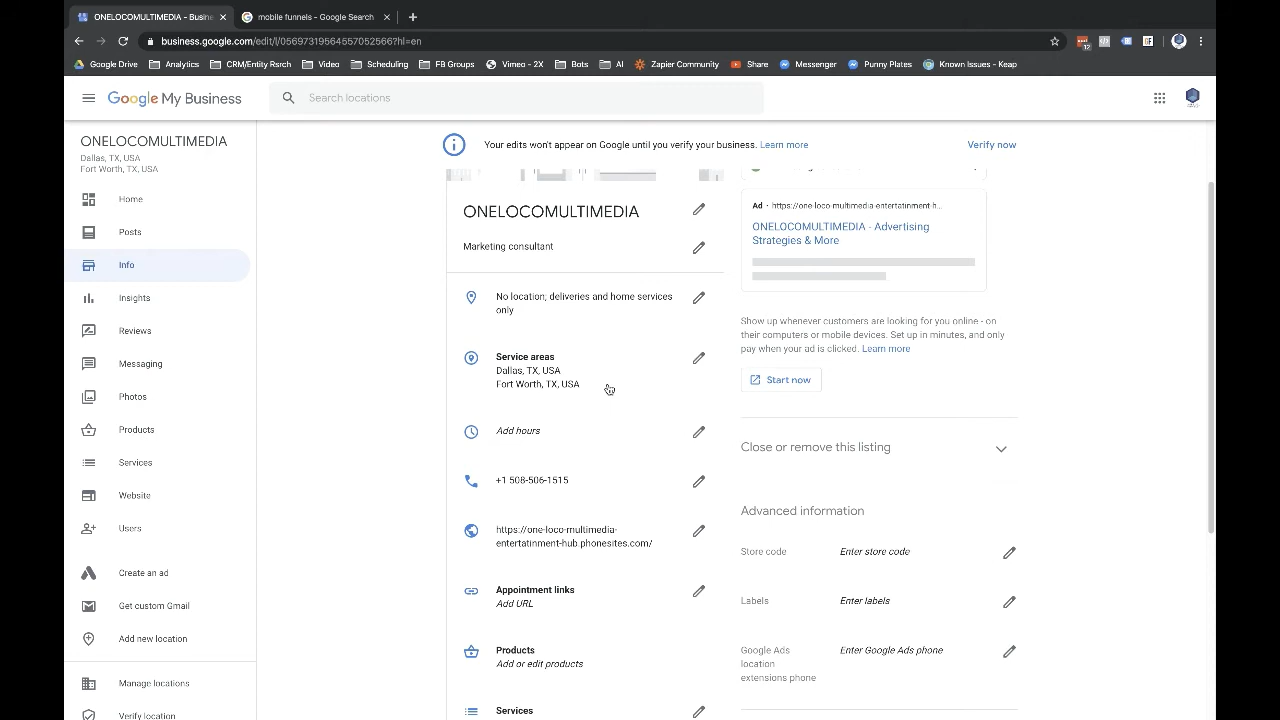 ONELOCOMULTIMEDIA - Busine
mobile funnels - Google Search
business.google.com/edit/l/05697319564557052566?hl=en
12
Google Drive
Analytics
CRM/Entity Rsrch
Video
Scheduling
FB Groups
Vimeo - 2X
Bots
AI
Zapier Community
Share
Messenger
Punny Plates
Known Issues - Keap
Google My Business
Search locations
ONELOCOMULTIMEDIA
Dallas, TX, USA
Fort Worth, TX, USA
Home
Posts
Info
Insights
Reviews
Messaging
Photos
Products
Services
Website
Users
Create an ad
Get custom Gmail
Add new location
Manage locations
Verify location
Your edits won't appear on Google until you verify your business. Learn more
Verify now
ONELOCOMULTIMEDIA
Marketing consultant
No location; deliveries and home services
only
Service areas
Dallas, TX, USA
Fort Worth, TX, USA
Add hours
+1 508-506-1515
https://one-loco-multimedia-
entertatinment-hub.phonesites.com/
Appointment links
Add URL
Products
Add or edit products
Services
Ad · https://one loco-multimedia-entertatinment-h...
ONELOCOMULTIMEDIA - Advertising
Strategies & More
Show up whenever customers are looking for you online - on
their computers or mobile devices. Set up in minutes, and only
pay when your ad is clicked. Learn more
Start now
Close or remove this listing
Advanced information
Store code
Enter store code
Labels
Enter labels
Google Ads
location
extensions phone
Enter Google Ads phone